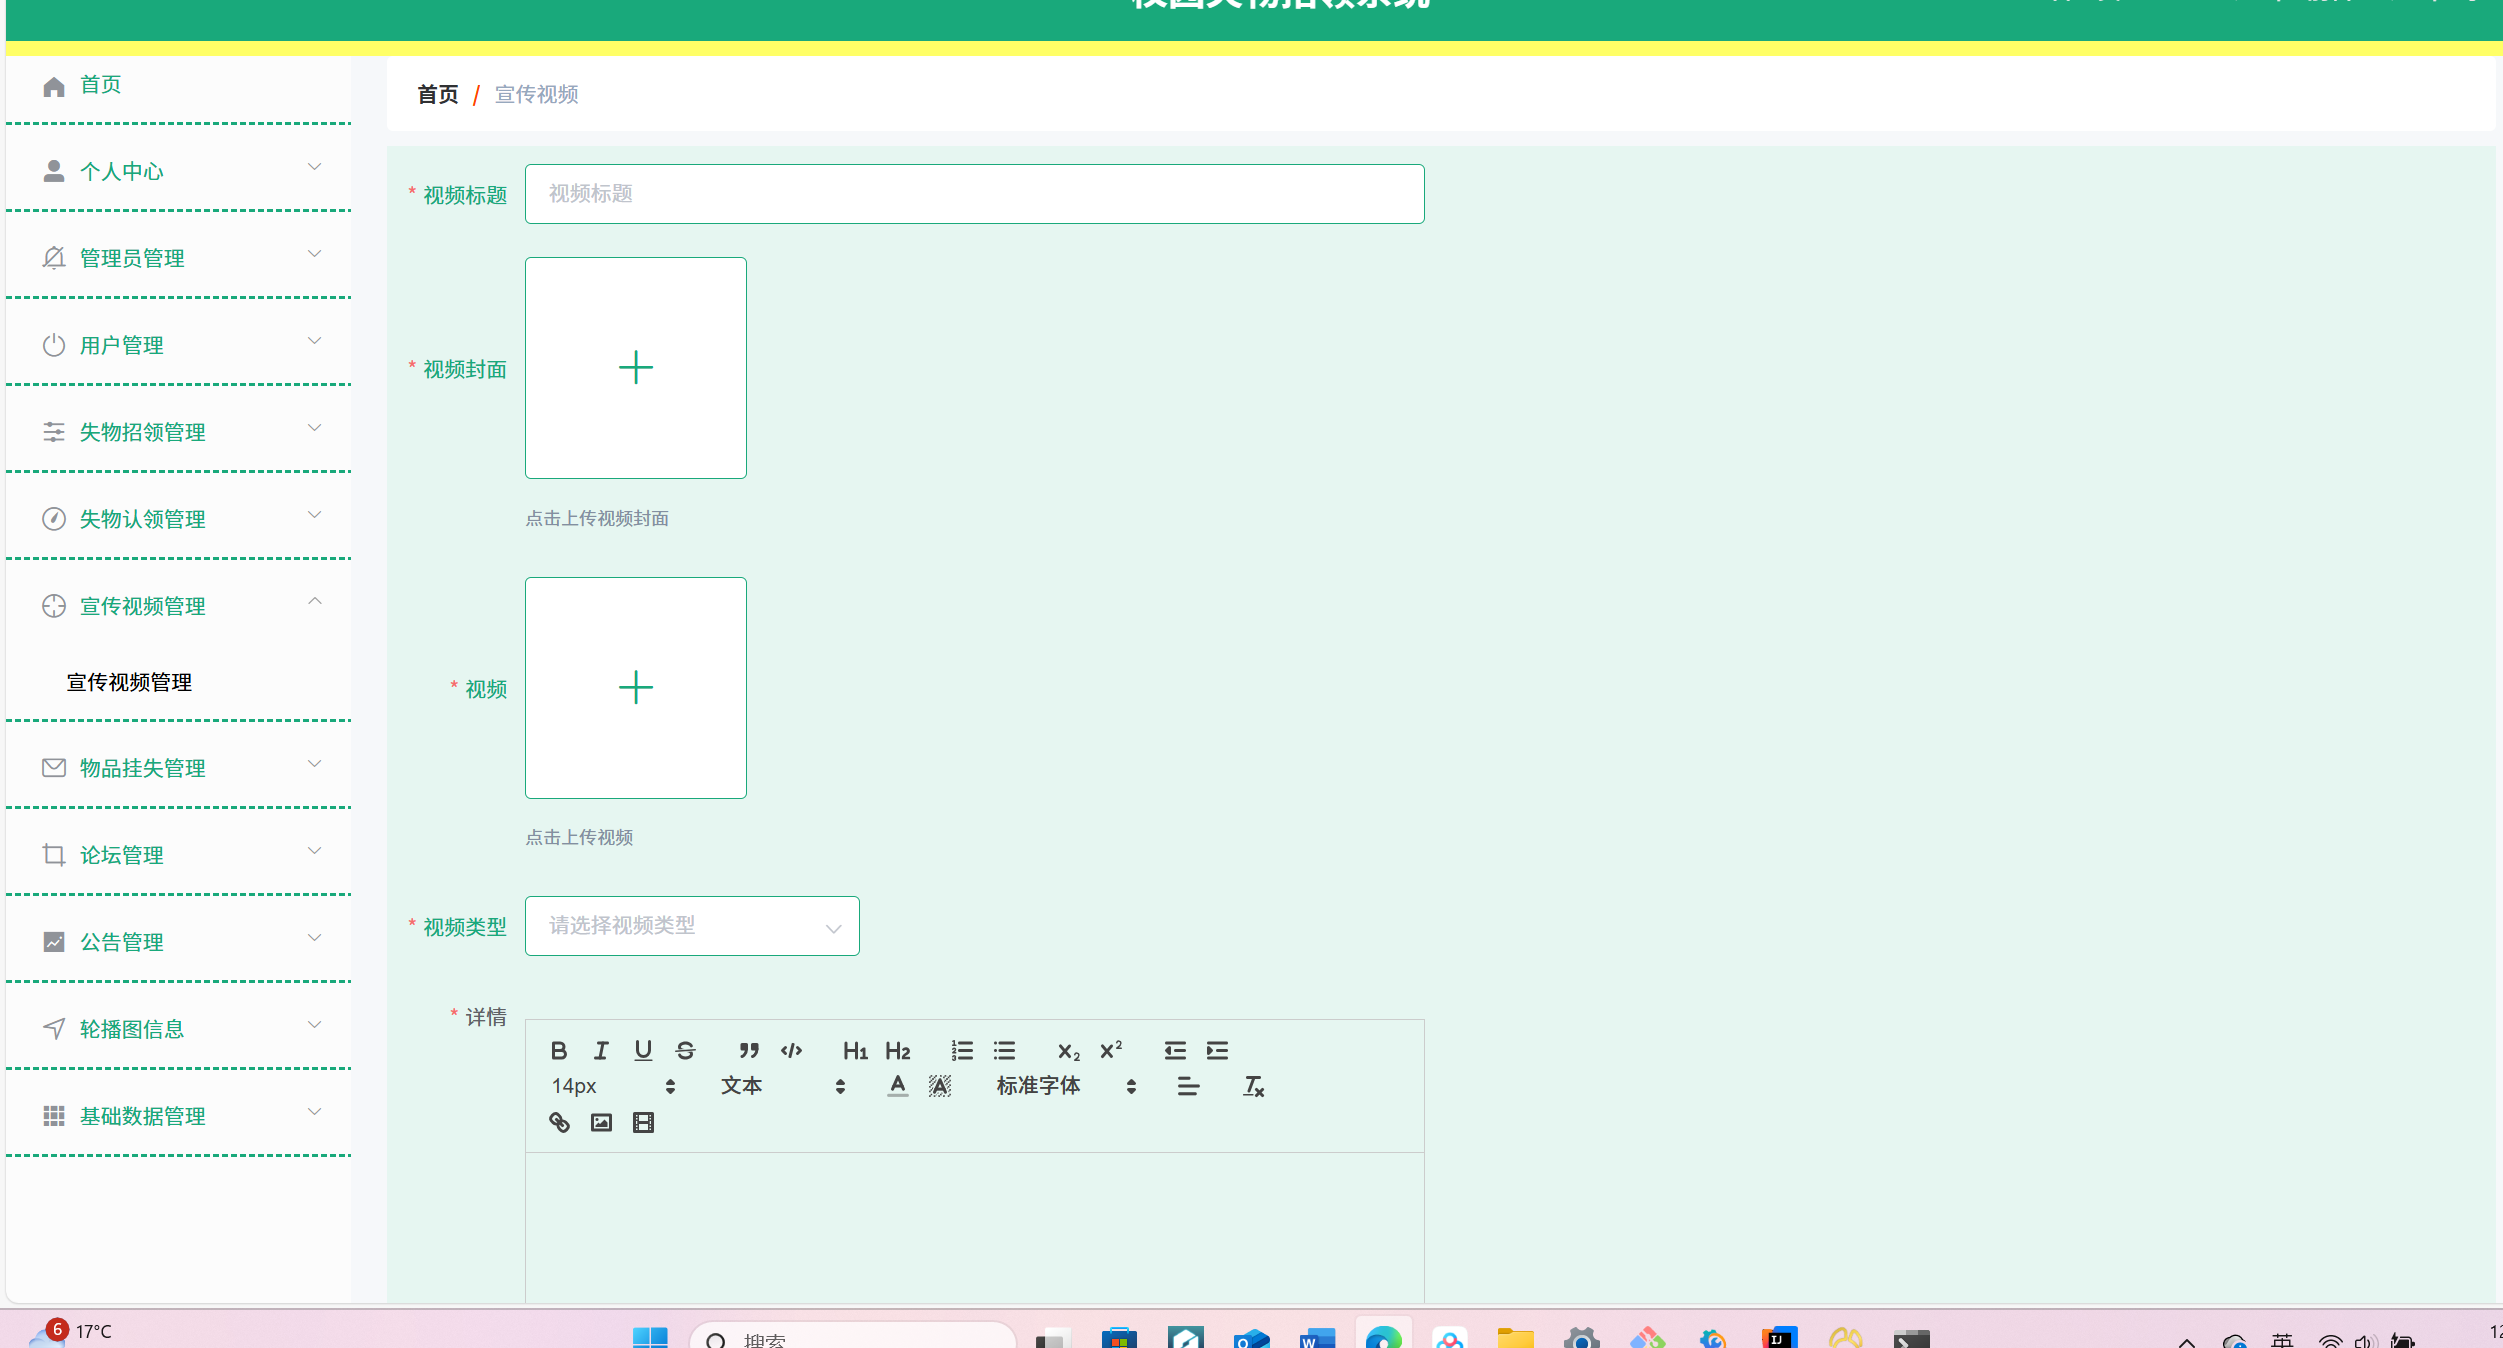 首页
个人中心
管理员管理
用户管理
失物招领管理
失物认领管理
宣传视频管理
宣传视频管理
物品挂失管理
论坛管理
公告管理
轮播图信息
基础数据管理
首页 / 宣传视频
* 视频标题
视频标题
* 视频封面
点击上传视频封面
* 视频
点击上传视频
* 视频类型
请选择视频类型
* 详情
14px
文本
标准字体
6
17°C
搜索
英